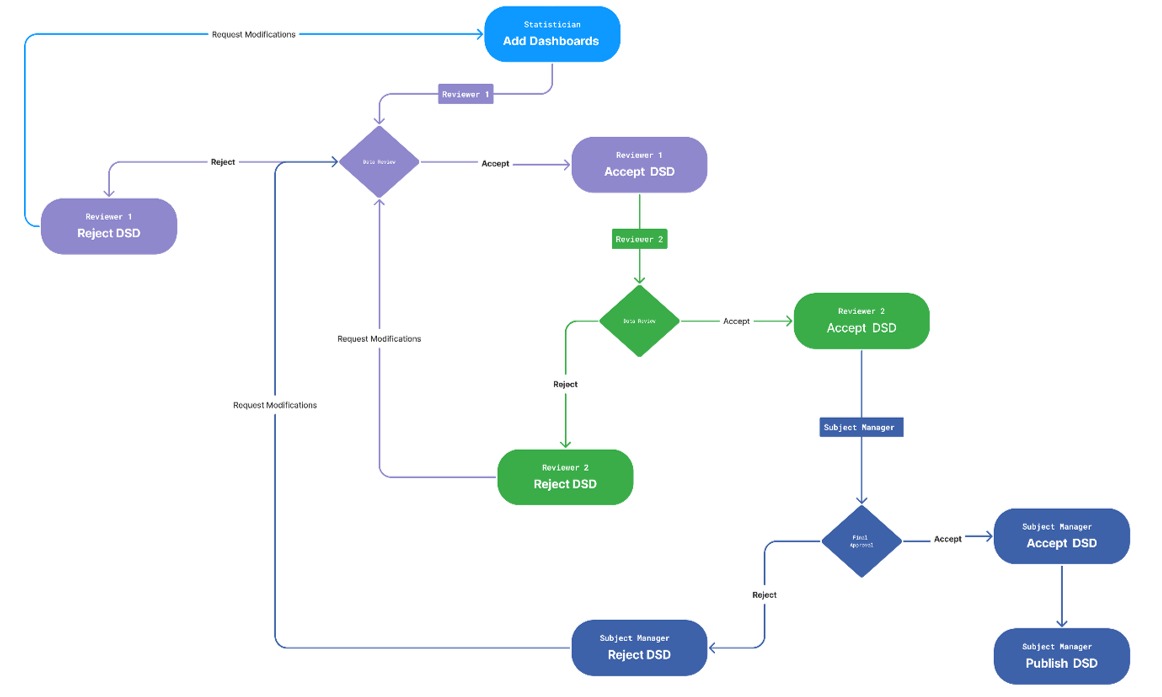 Statistician
Add Dashboards
Request Modifications
Reviewer 1
Data Review
Reject
Accept
Reviewer 1
Accept DSD
Reviewer 1
Reject DSD
Reviewer 2
Data Review
Accept
Reviewer 2
Accept DSD
Request Modifications
Reject
Request Modifications
Subject Manager
Reviewer 2
Reject DSD
Final
Approval
Accept
Subject Manager
Accept DSD
Reject
Subject Manager
Reject DSD
Subject Manager
Publish DSD